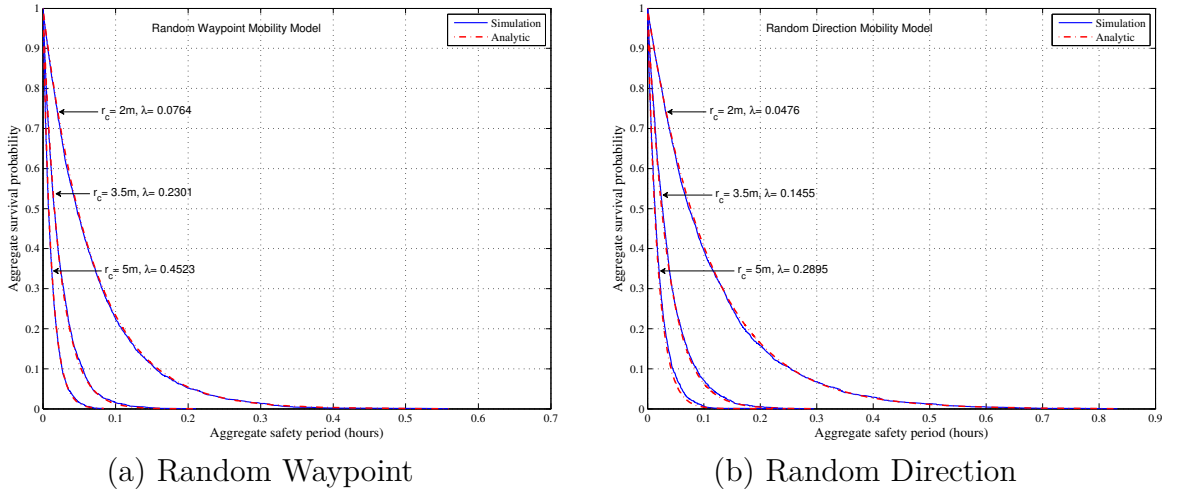 Random Waypoint Mobility Model
Simulation
Analytic
r_c= 2m, λ= 0.0764
r_c= 3.5m, λ= 0.2301
r_c= 5m, λ= 0.4523
Aggregate survival probability
1
0.9
0.8
0.7
0.6
0.5
0.4
0.3
0.2
0.1
0
0 0.1 0.2 0.3 0.4 0.5 0.6 0.7
Aggregate safety period (hours)
(a) Random Waypoint
Random Direction Mobility Model
Simulation
Analytic
r_c= 2m, λ= 0.0476
r_c= 3.5m, λ= 0.1455
r_c= 5m, λ= 0.2895
Aggregate survival probability
1
0.9
0.8
0.7
0.6
0.5
0.4
0.3
0.2
0.1
0
0 0.1 0.2 0.3 0.4 0.5 0.6 0.7 0.8 0.9
Aggregate safety period (hours)
(b) Random Direction